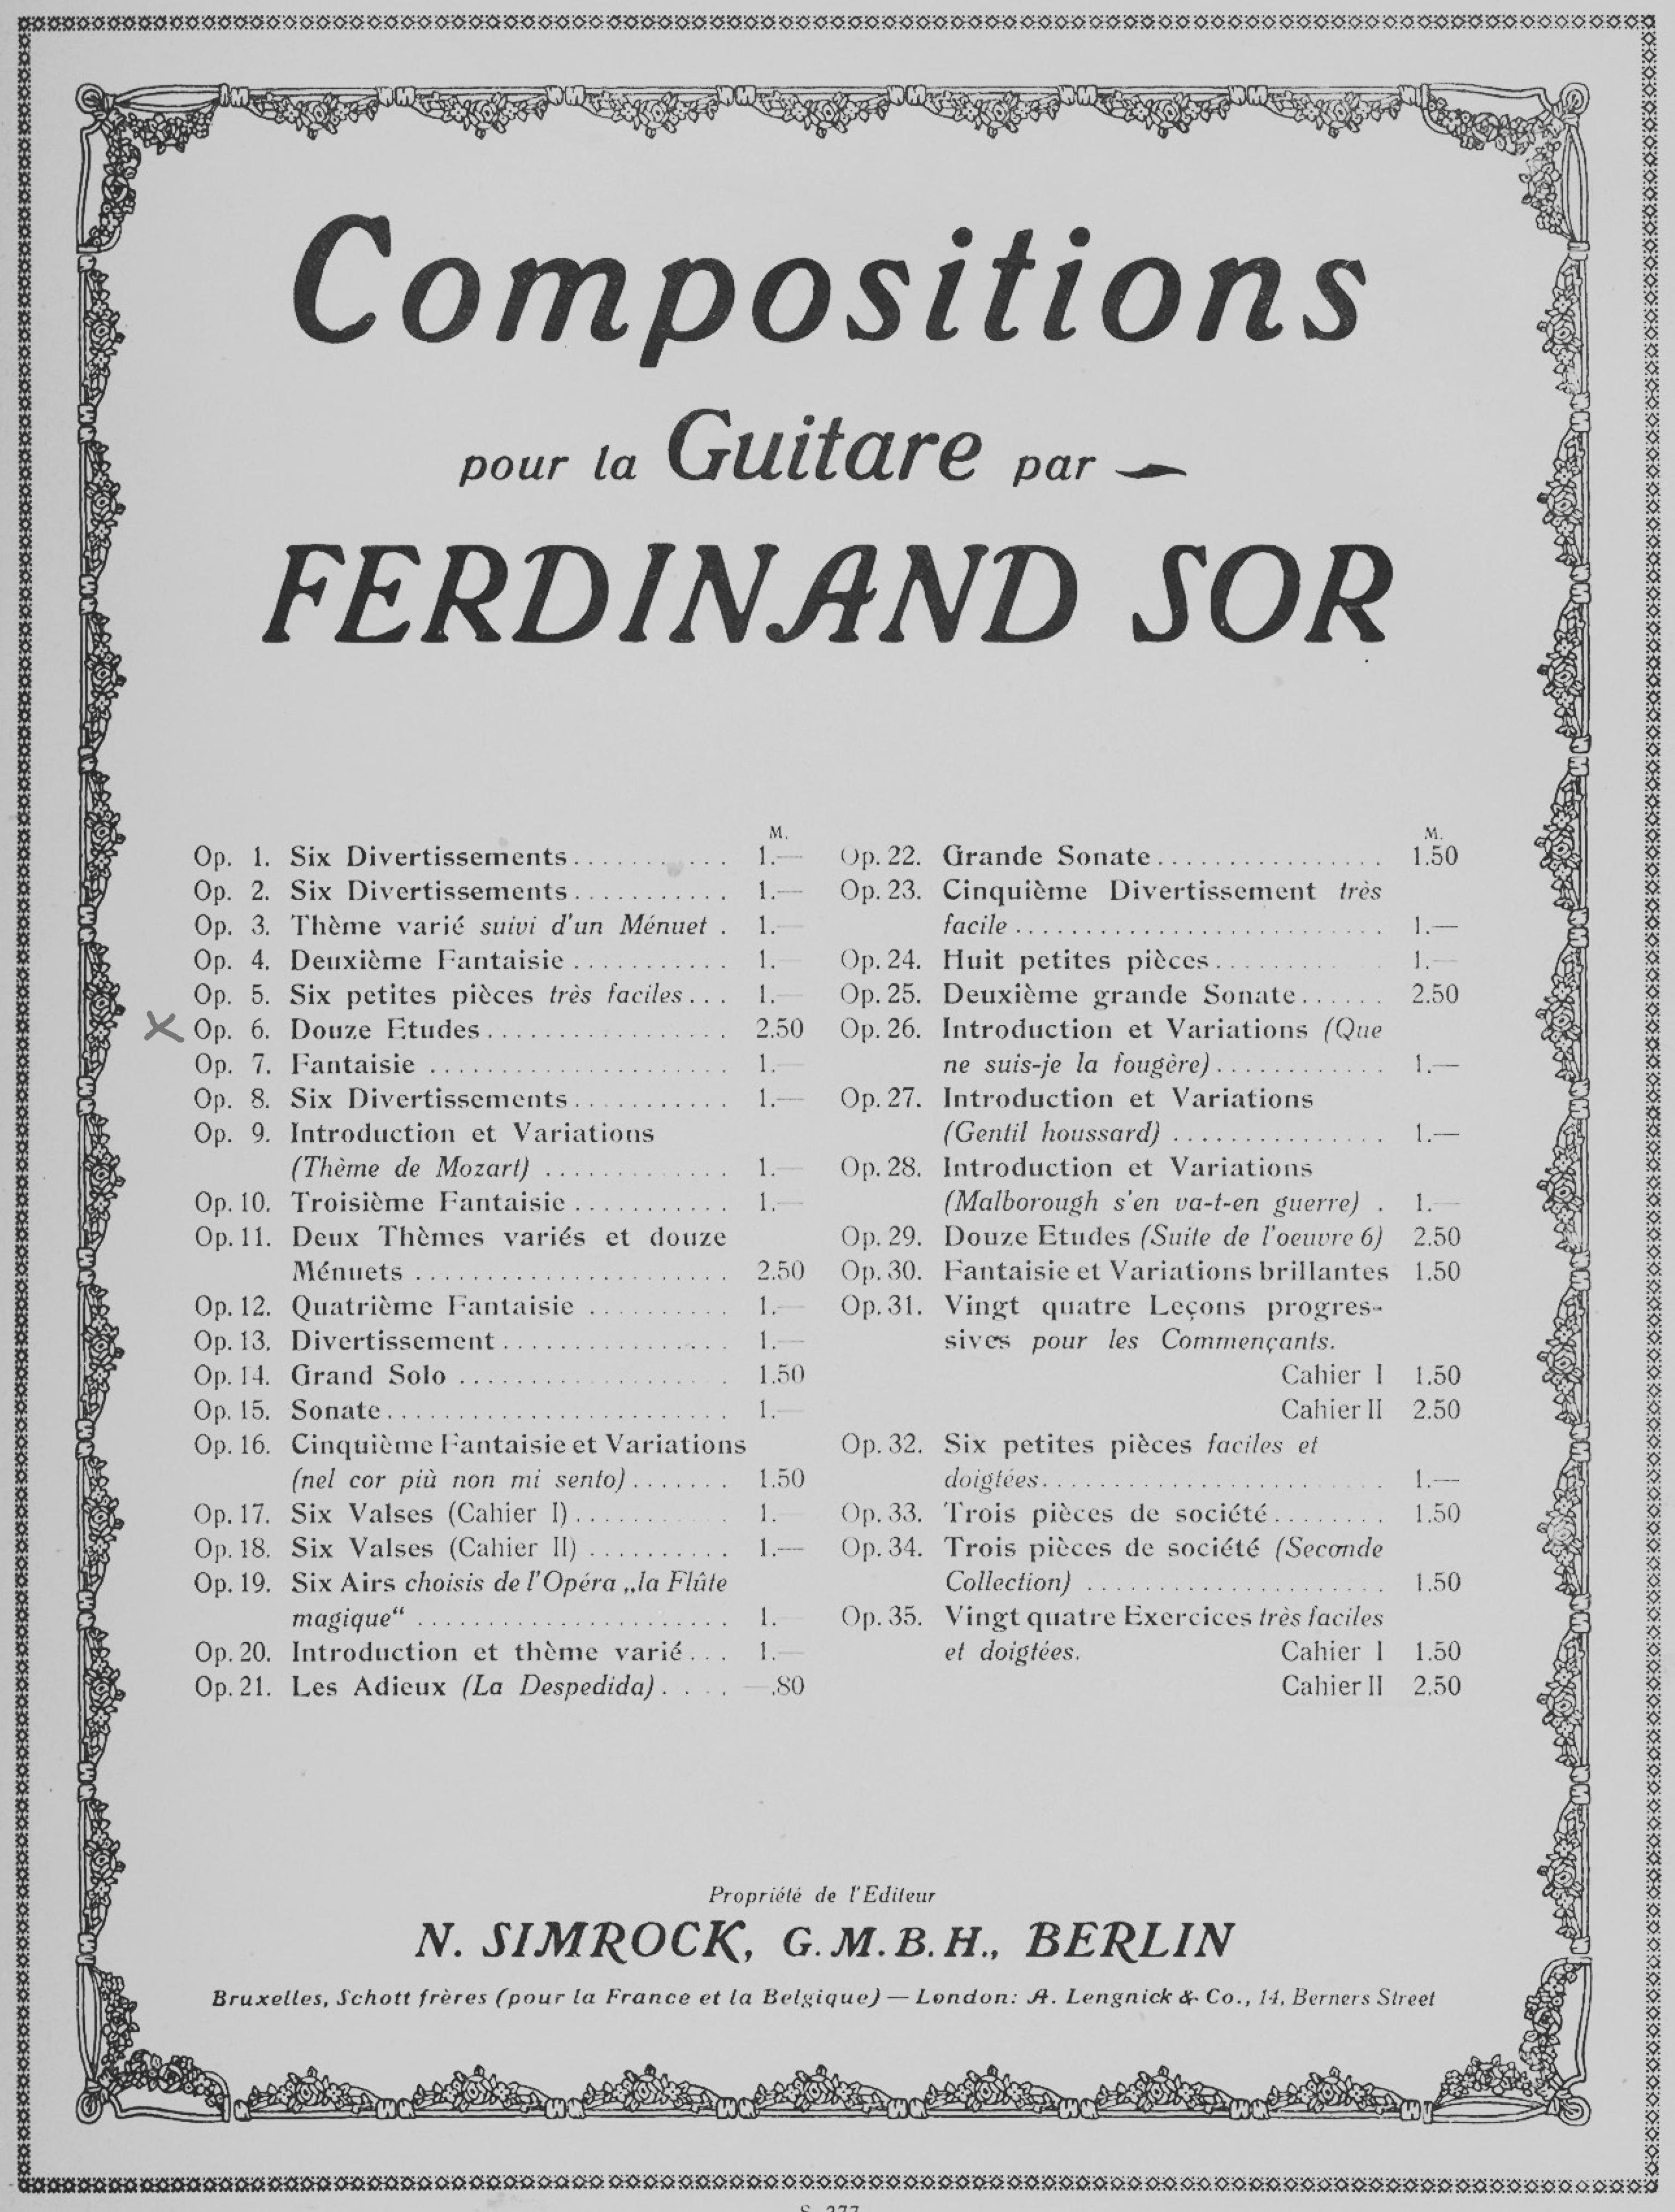 Compositions
pour la Guitare par
FERDINAND SOR
M.
Op. 1. Six Divertissements........... 1.—
Op. 2. Six Divertissements........... 1.—
Op. 3. Thème varié suivi d'un Ménuet . 1.—
Op. 4. Deuxième Fantaisie ........... 1.—
Op. 5. Six petites pièces très faciles... 1.—
Op. 6. Douze Etudes................. 2.50
Op. 7. Fantaisie ..................... 1.—
Op. 8. Six Divertissements........... 1.—
Op. 9. Introduction et Variations
(Thème de Mozart) ............. 1.—
Op. 10. Troisième Fantaisie ........... 1.—
Op. 11. Deux Thèmes variés et douze
Ménuets ...................... 2.50
Op. 12. Quatrième Fantaisie .......... 1.—
Op. 13. Divertissement ................ 1.—
Op. 14. Grand Solo ................... 1.50
Op. 15. Sonate........................ 1.—
Op. 16. Cinquième Fantaisie et Variations
(nel cor più non mi sento)....... 1.50
Op. 17. Six Valses (Cahier I)........... 1.—
Op. 18. Six Valses (Cahier II) .......... 1.—
Op. 19. Six Airs choisis de l'Opéra „la Flûte
magique“ ...................... 1.—
Op. 20. Introduction et thème varié... 1.—
Op. 21. Les Adieux (La Despedida)..... —.80
M.
Op. 22. Grande Sonate................ 1.50
Op. 23. Cinquième Divertissement très
facile .......................... 1.—
Op. 24. Huit petites pièces............ 1.—
Op. 25. Deuxième grande Sonate...... 2.50
Op. 26. Introduction et Variations (Que
ne suis-je la fougère)............ 1.—
Op. 27. Introduction et Variations
(Gentil houssard) ............... 1.—
Op. 28. Introduction et Variations
(Malborough s'en va-t-en guerre) . 1.—
Op. 29. Douze Etudes (Suite de l'oeuvre 6) 2.50
Op. 30. Fantaisie et Variations brillantes 1.50
Op. 31. Vingt quatre Leçons progres-
sives pour les Commençants.
Cahier I 1.50
Cahier II 2.50
Op. 32. Six petites pièces faciles et
doigtées........................ 1.—
Op. 33. Trois pièces de société........ 1.50
Op. 34. Trois pièces de société (Seconde
Collection) ..................... 1.50
Op. 35. Vingt quatre Exercices très faciles
et doigtées. Cahier I 1.50
Cahier II 2.50
Propriété de l'Editeur
N. SIMROCK, G.M.B.H., BERLIN
Bruxelles, Schott frères (pour la France et la Belgique) — London: A. Lengnick & Co., 14, Berners Street